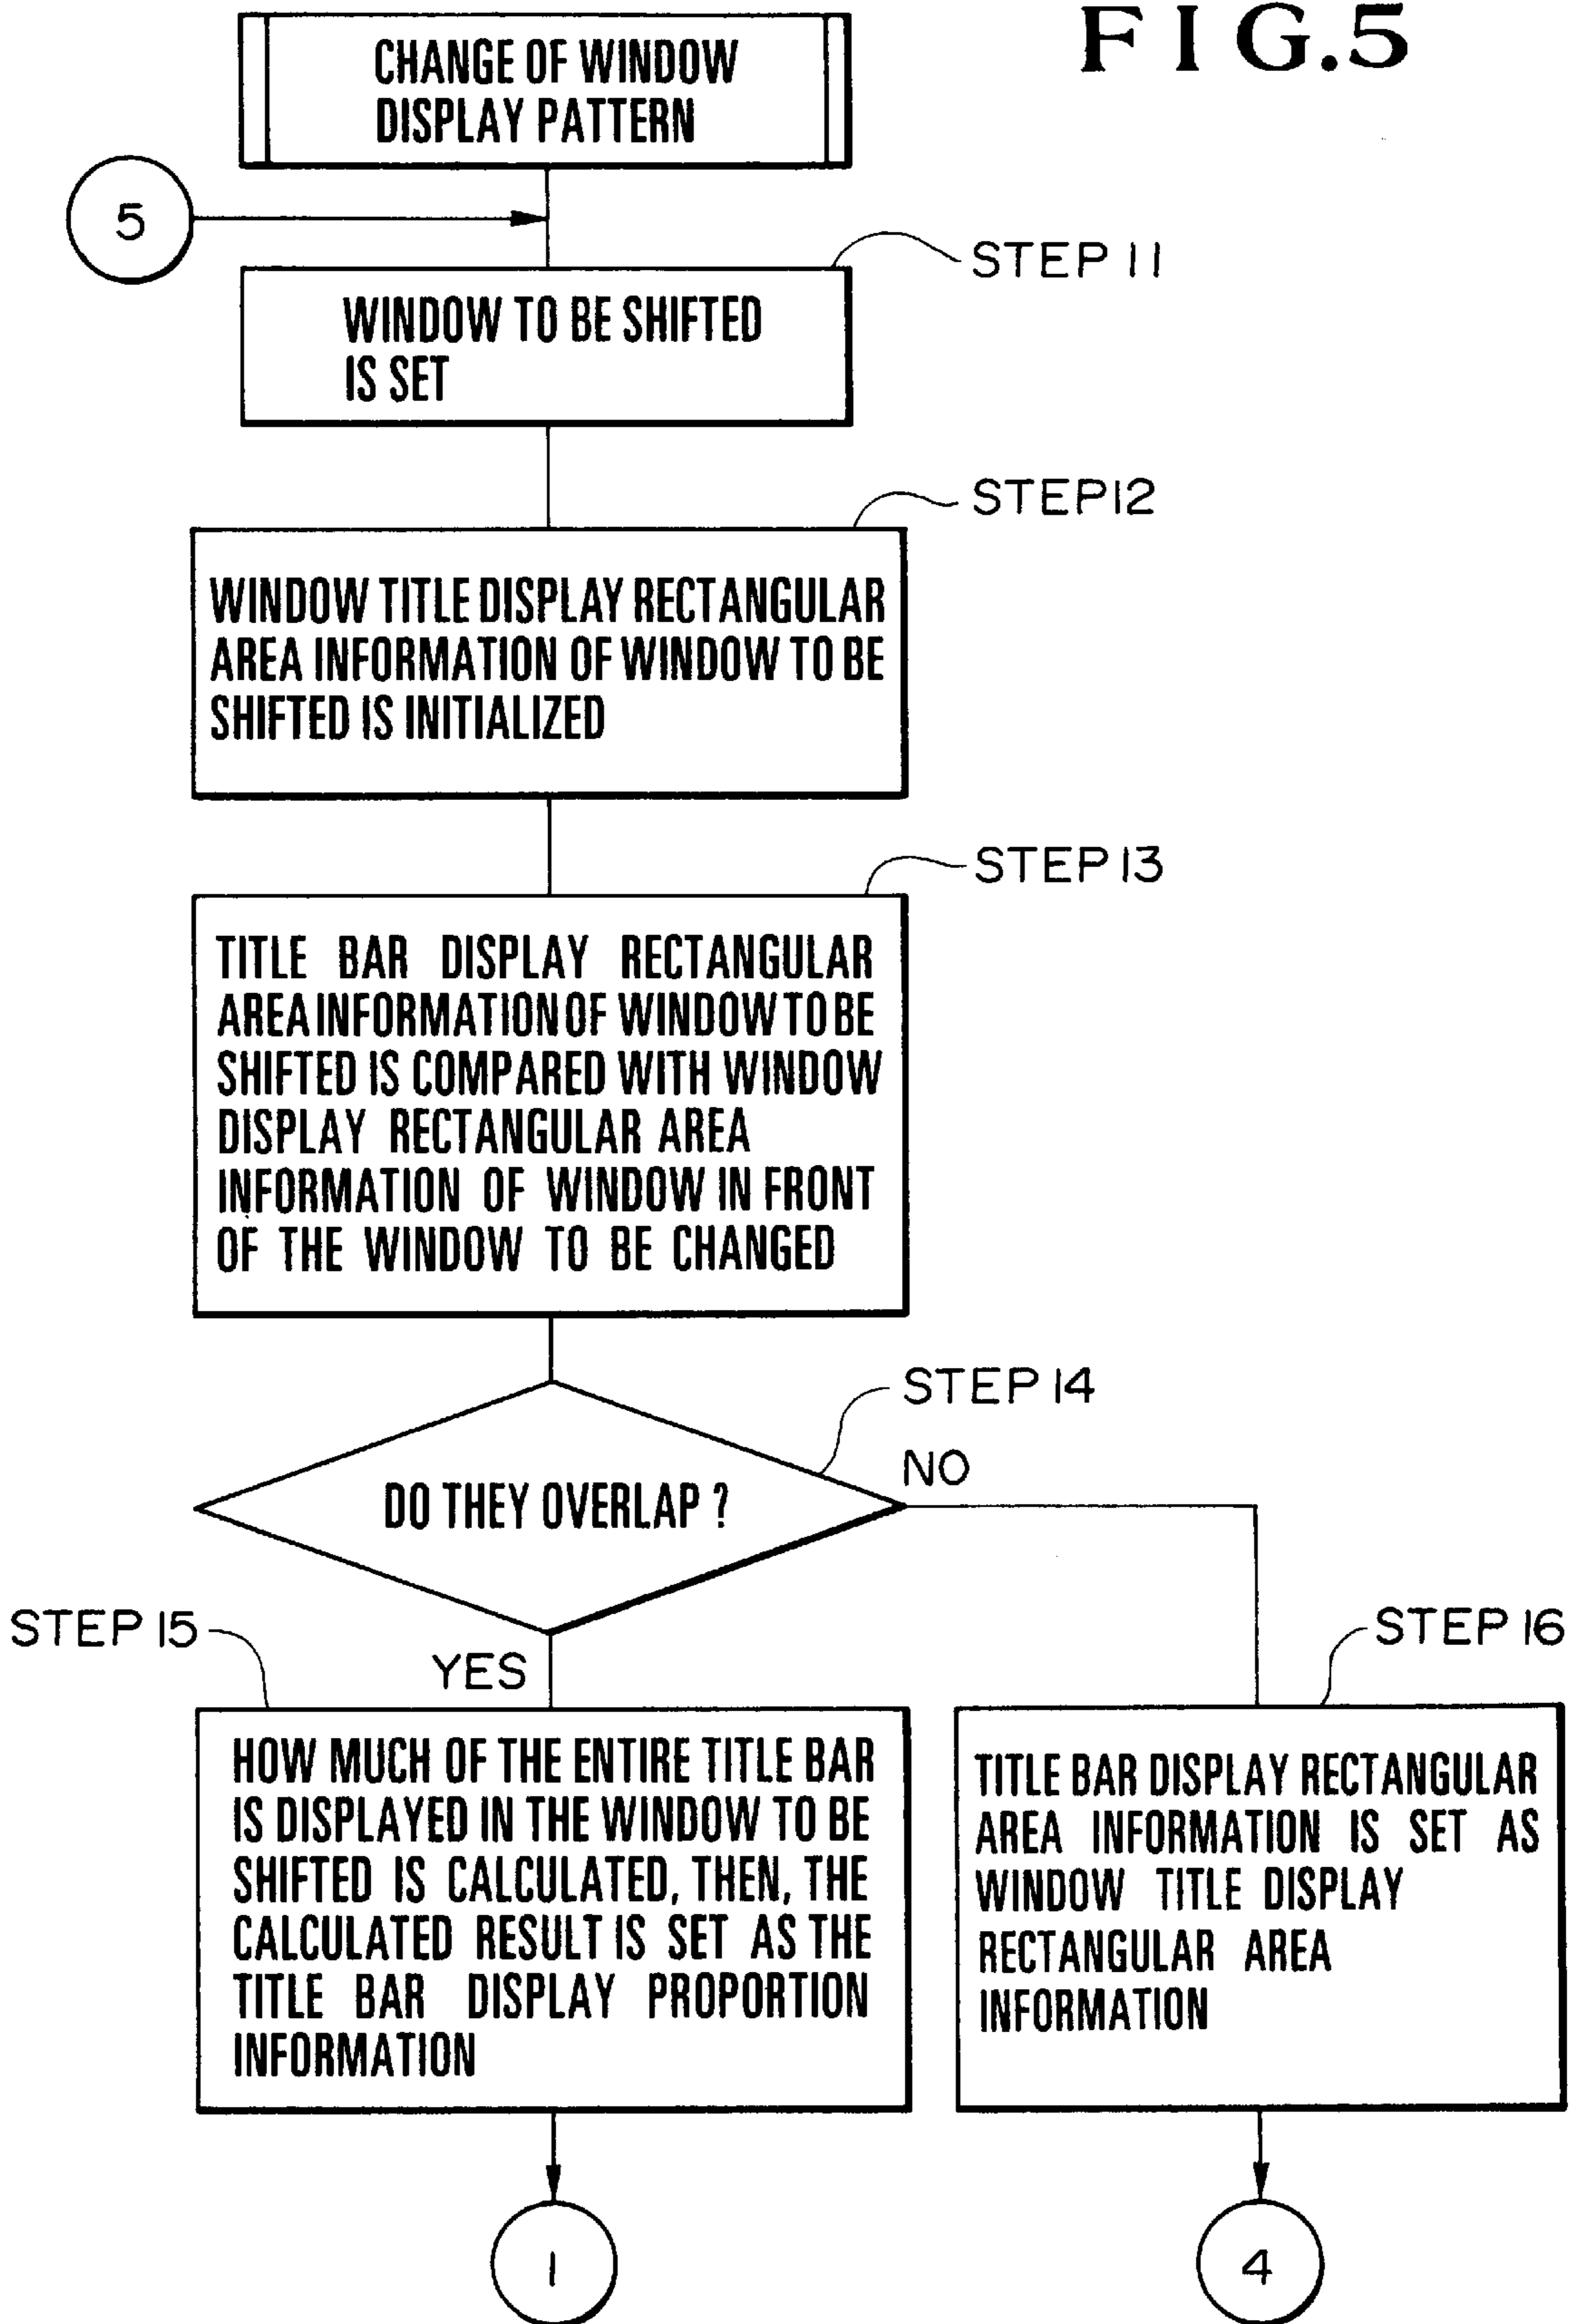 FIG.5
CHANGE OF WINDOW
DISPLAY PATTERN
5
STEP 11
WINDOW TO BE SHIFTED
IS SET
STEP12
WINDOW TITLE DISPLAY RECTANGULAR
AREA INFORMATION OF WINDOW TO BE
SHIFTED IS INITIALIZED
STEP 13
TITLE BAR DISPLAY RECTANGULAR
AREA INFORMATION OF WINDOW TO BE
SHIFTED IS COMPARED WITH WINDOW
DISPLAY RECTANGULAR AREA
INFORMATION OF WINDOW IN FRONT
OF THE WINDOW TO BE CHANGED
STEP 14
DO THEY OVERLAP ?
NO
YES
STEP 15
HOW MUCH OF THE ENTIRE TITLE BAR
IS DISPLAYED IN THE WINDOW TO BE
SHIFTED IS CALCULATED, THEN, THE
CALCULATED RESULT IS SET AS THE
TITLE BAR DISPLAY PROPORTION
INFORMATION
STEP 16
TITLE BAR DISPLAY RECTANGULAR
AREA INFORMATION IS SET AS
WINDOW TITLE DISPLAY
RECTANGULAR AREA
INFORMATION
1
4